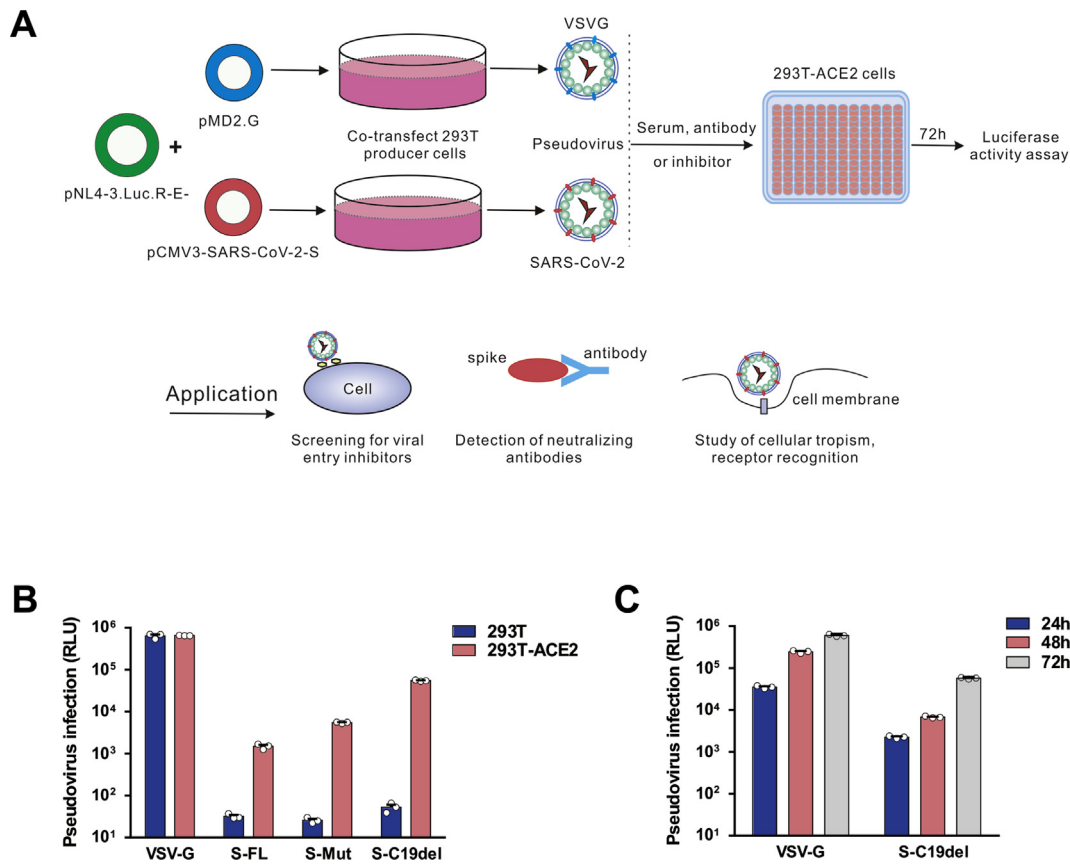 A
VSVG
293T-ACE2 cells
pMD2.G
Co-transfect 293T
producer cells
Pseudovirus
Serum, antibody
or inhibitor
72h
Luciferase
activity assay
+
pNL4-3.Luc.R-E-
pCMV3-SARS-CoV-2-S
SARS-CoV-2
Application
Cell
spike
antibody
cell membrane
Screening for viral
entry inhibitors
Detection of neutralizing
antibodies
Study of cellular tropism,
receptor recognition
B
Pseudovirus infection (RLU)
10⁶
10⁵
10⁴
10³
10²
10¹
VSV-G S-FL S-Mut S-C19del
293T
293T-ACE2
C
Pseudovirus infection (RLU)
10⁶
10⁵
10⁴
10³
10²
10¹
VSV-G S-C19del
24h
48h
72h